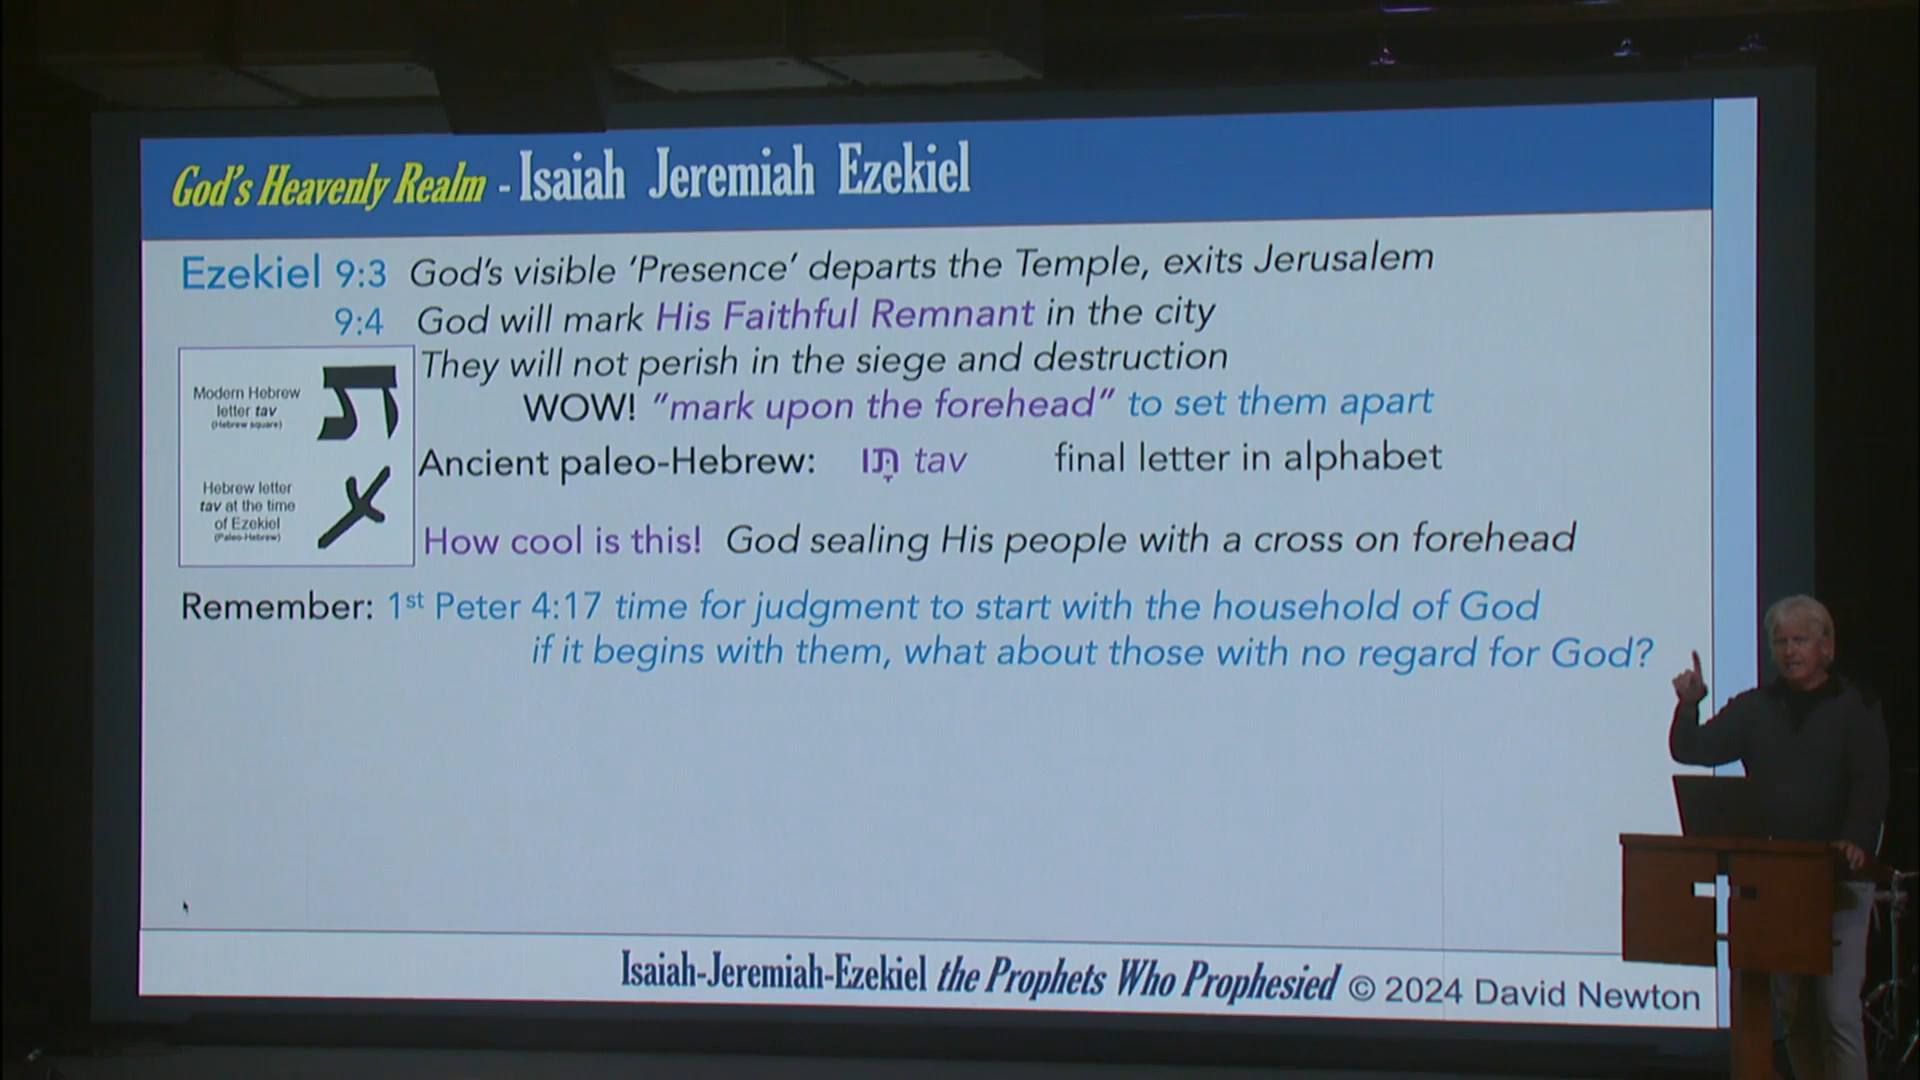 God's Heavenly Realm - Isaiah Jeremiah Ezekiel
Ezekiel 9:3 God's visible 'Presence' departs the Temple, exits Jerusalem
9:4 God will mark His Faithful Remnant in the city
They will not perish in the siege and destruction
WOW! "mark upon the forehead" to set them apart
Modern Hebrew
letter tav
(Hebrew square)
ת
Ancient paleo-Hebrew: תָּו tav final letter in alphabet
Hebrew letter
tav at the time
of Ezekiel
(Paleo-Hebrew)
How cool is this! God sealing His people with a cross on forehead
Remember: 1st Peter 4:17 time for judgment to start with the household of God
if it begins with them, what about those with no regard for God?
Isaiah-Jeremiah-Ezekiel the Prophets Who Prophesied © 2024 David Newton